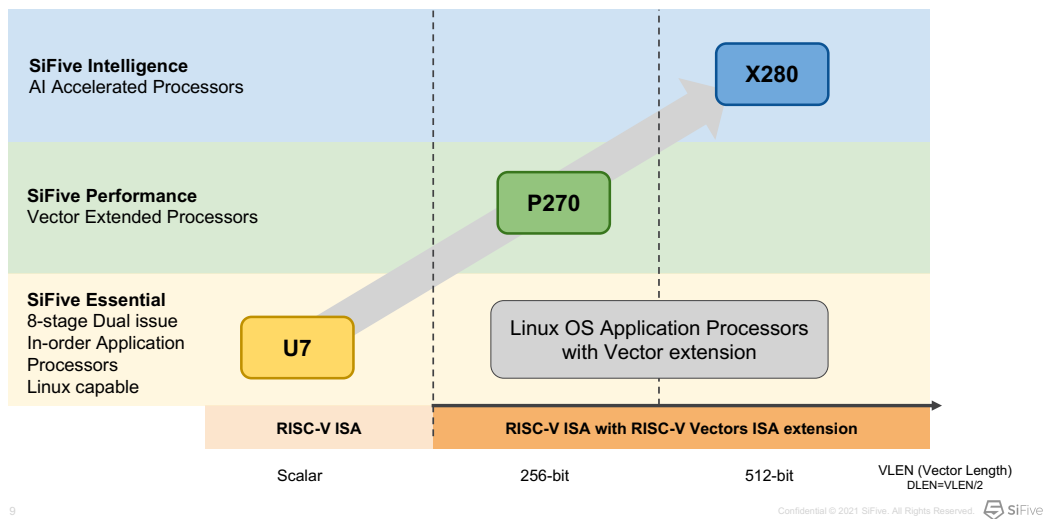 SiFive Intelligence
AI Accelerated Processors
X280
SiFive Performance
Vector Extended Processors
P270
SiFive Essential
8-stage Dual issue
In-order Application
Processors
Linux capable
U7
Linux OS Application Processors
with Vector extension
RISC-V ISA
RISC-V ISA with RISC-V Vectors ISA extension
Scalar
256-bit
512-bit
VLEN (Vector Length)
DLEN=VLEN/2
9
Confidential © 2021 SiFive. All Rights Reserved.
SiFive